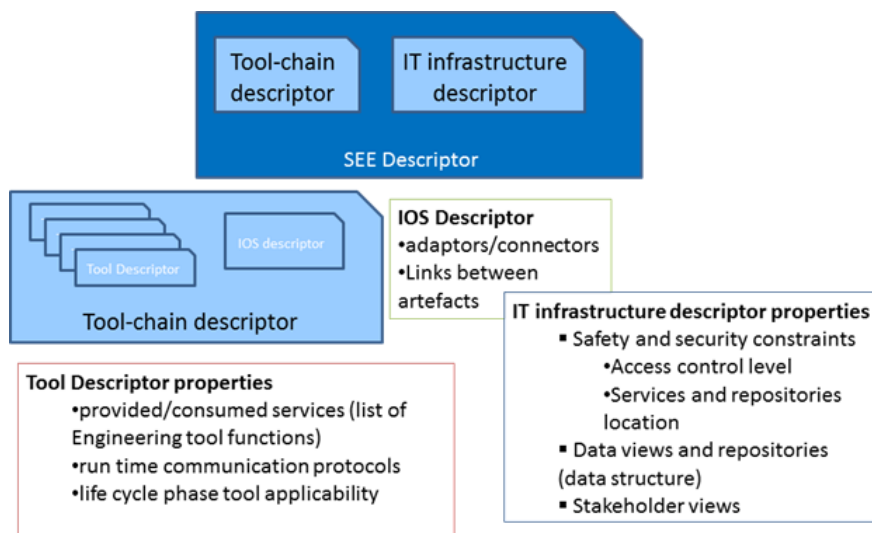 Tool-chain
descriptor
IT infrastructure
descriptor
SEE Descriptor
Tool Descriptor
IOS descriptor
Tool-chain descriptor
IOS Descriptor
•adaptors/connectors
•Links between
artefacts
IT infrastructure descriptor properties
▪ Safety and security constraints
•Access control level
•Services and repositories
location
▪ Data views and repositories
(data structure)
▪ Stakeholder views
Tool Descriptor properties
•provided/consumed services (list of
Engineering tool functions)
•run time communication protocols
•life cycle phase tool applicability